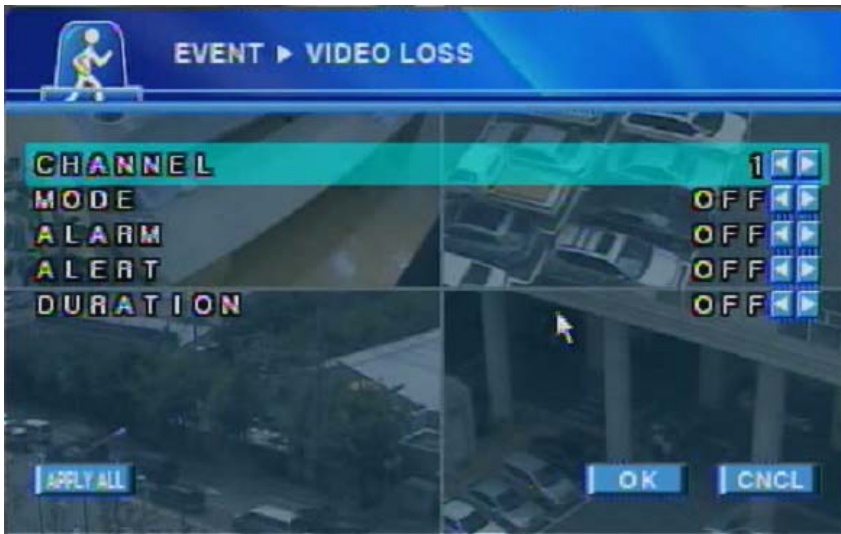 EVENT ▶ VIDEO LOSS
CHANNEL 1
MODE OFF
ALARM OFF
ALERT OFF
DURATION OFF
APPLY ALL OK CNCL